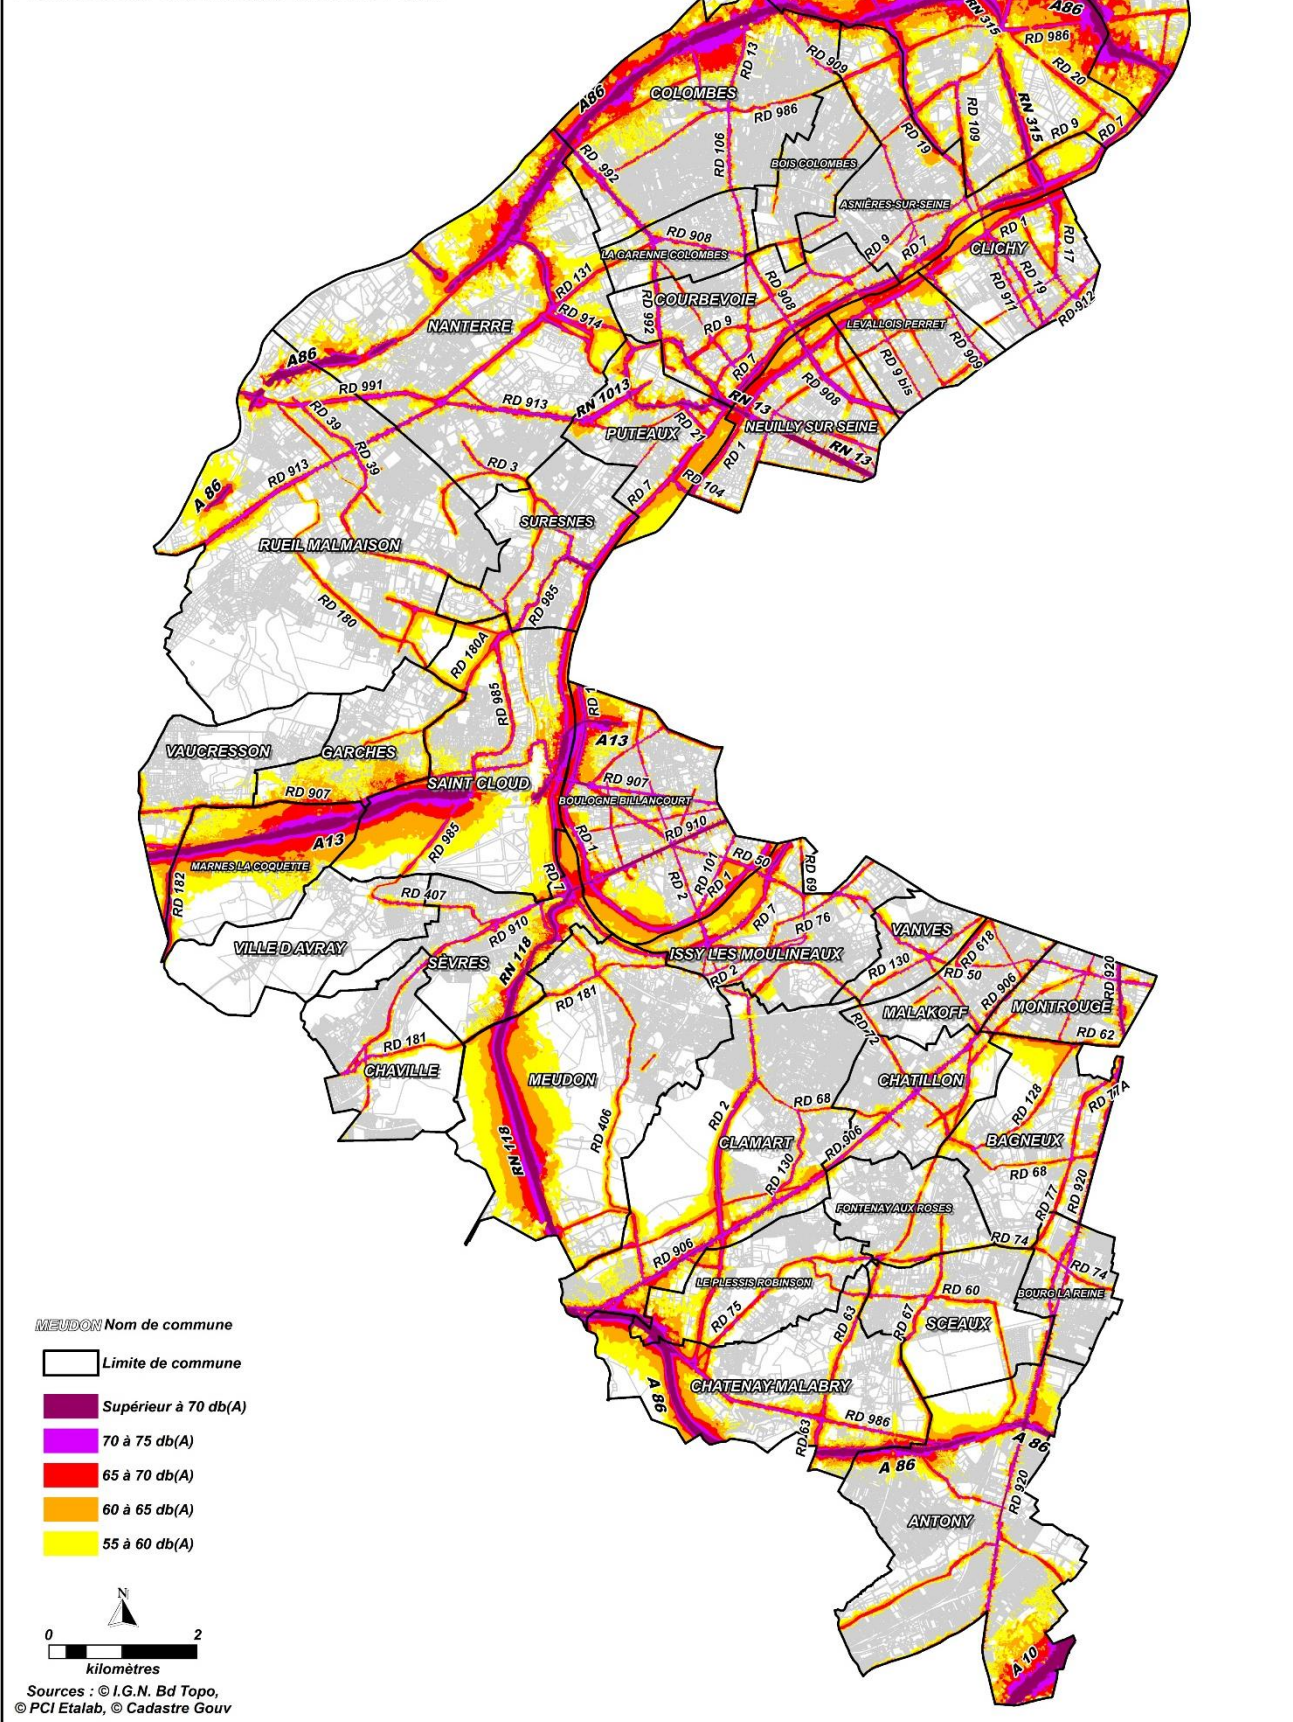 RN 315
A86
RD 986
RD 13
RD 909
RD 20
COLOMBES
A86
RD 986
RD 109
RN 315
RD 9
RD 7
RD 19
RD 106
RD 992
BOIS COLOMBES
ASNIÈRES-SUR-SEINE
RD 908
RD 9
RD 7
RD 1
CLICHY
RD 17
LA GARENNE COLOMBES
RD 131
RD 19
RD 911
RD 912
RD 908
COURBEVOIE
RD 992
RD 914
NANTERRE
RD 9
LEVALLOIS PERRET
RD 909
A86
RD 7
RD 9 bis
RD 991
RD 908
RN 1013
RD 913
RN 13
RD 39
RD 21
PUTEAUX
NEUILLY SUR SEINE
RN 13
RD 1
RD 39
RD 3
RD 913
RD 104
A 86
RD 7
SURESNES
RUEIL MALMAISON
RD 985
RD 180
RD 180A
RD 985
RD 1
A13
VAUCRESSON
GARCHES
SAINT CLOUD
RD 907
RD 907
BOULOGNE BILLANCOURT
RD 910
RD 1
A13
RD 985
MARNES LA COQUETTE
RD 50
RD 101
RD 69
RD 182
RD 407
RD 7
RD 2
RD 1
RD 7
RD 76
VANVES
RD 910
VILLE D AVRAY
SÈVRES
RN 118
ISSY LES MOULINEAUX
RD 618
RD 130
RD 50
RD 2
RD 920
RD 906
RD 181
MALAKOFF
MONTROUGE
RD 72
RD 62
RD 181
CHAVILLE
MEUDON
CHATILLON
RD 77A
RD 128
RD 68
RD 2
RD 406
CLAMART
RD 906
BAGNEUX
RN 118
RD 130
RD 68
RD 77
RD 920
FONTENAY AUX ROSES
RD 74
RD 906
RD 74
LE PLESSIS ROBINSON
RD 60
BOURG LA REINE
RD 75
RD 63
RD 67
SCEAUX
CHATENAY-MALABRY
A 86
RD 986
RD 63
A 86
A 86
RD 920
ANTONY
A 10
MEUDON Nom de commune
Limite de commune
Supérieur à 70 db(A)
70 à 75 db(A)
65 à 70 db(A)
60 à 65 db(A)
55 à 60 db(A)
N
0 2
kilomètres
Sources : © I.G.N. Bd Topo,
© PCI Etalab, © Cadastre Gouv